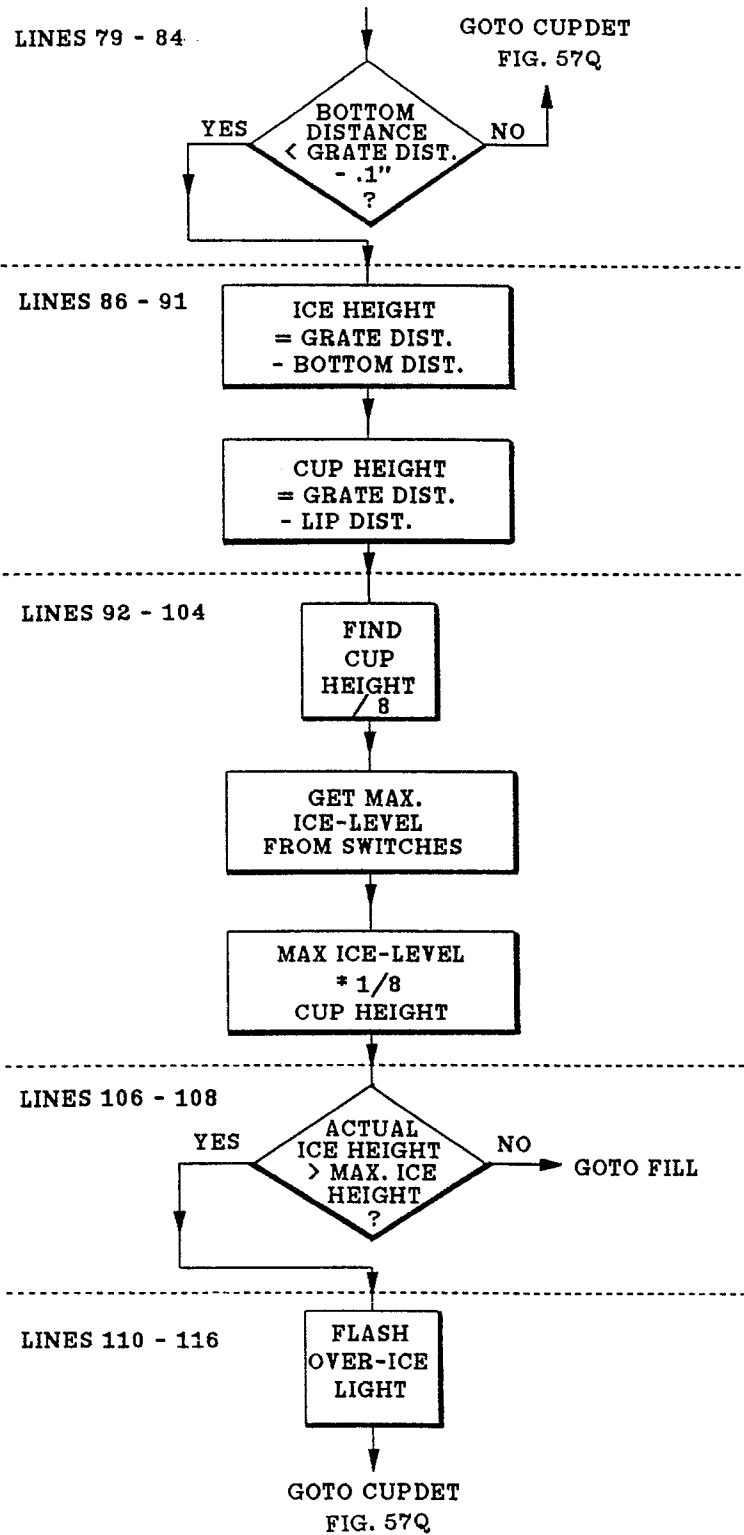 LINES 79 - 84
GOTO CUPDET
FIG. 57Q
BOTTOM
DISTANCE
< GRATE DIST.
- .1"
?
YES
NO
LINES 86 - 91
ICE HEIGHT
= GRATE DIST.
- BOTTOM DIST.
CUP HEIGHT
= GRATE DIST.
- LIP DIST.
LINES 92 - 104
FIND
CUP
HEIGHT
/ 8
GET MAX.
ICE-LEVEL
FROM SWITCHES
MAX ICE-LEVEL
* 1/8
CUP HEIGHT
LINES 106 - 108
ACTUAL
ICE HEIGHT
> MAX. ICE
HEIGHT
?
YES
NO
GOTO FILL
LINES 110 - 116
FLASH
OVER-ICE
LIGHT
GOTO CUPDET
FIG. 57Q